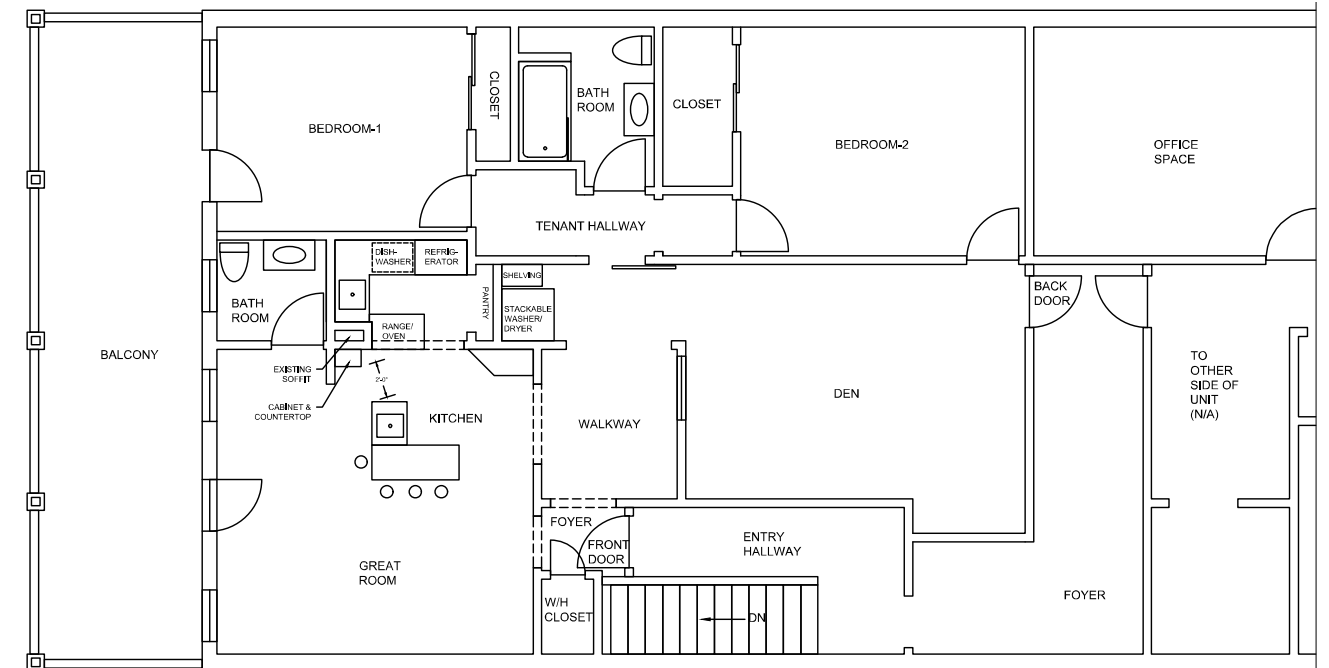 CLOSET
BATH
ROOM
CLOSET
BEDROOM-1
BEDROOM-2
OFFICE
SPACE
TENANT HALLWAY
DISH-
WASHER
REFRIG-
ERATOR
SHELVING
PANTRY
STACKABLE
WASHER/
DRYER
BATH
ROOM
RANGE/
OVEN
BACK
DOOR
BALCONY
EXISTING
SOFFIT
2'-0"
CABINET &
COUNTERTOP
KITCHEN
WALKWAY
DEN
TO
OTHER
SIDE OF
UNIT
(N/A)
FOYER
FRONT
DOOR
ENTRY
HALLWAY
GREAT
ROOM
W/H
CLOSET
DN
FOYER